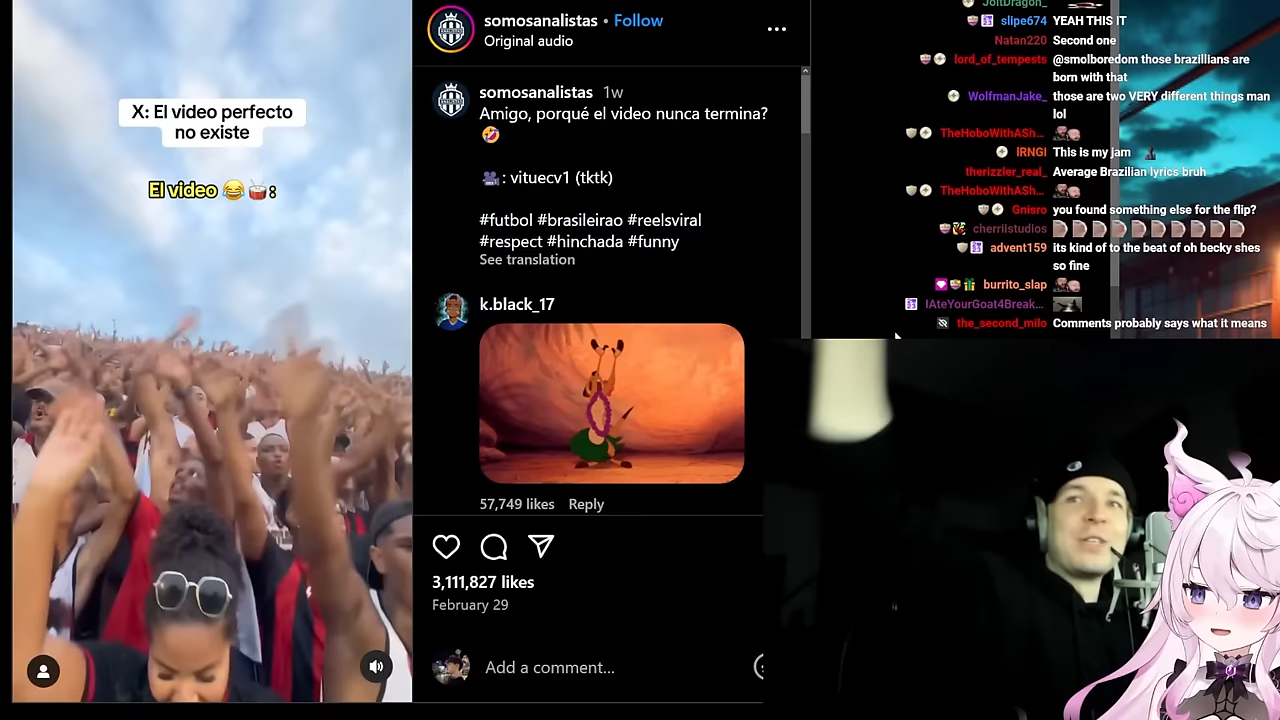 X: El video perfecto
no existe
El video 😂🥁:
somosanalistas • Follow
Original audio
somosanalistas 1w
Amigo, porqué el video nunca termina?
🤣
🎥: vituecv1 (tktk)
#futbol #brasileirao #reelsviral
#respect #hinchada #funny
See translation
k.black_17
57,749 likes Reply
3,111,827 likes
February 29
Add a comment...
JoltDragon_
slipe674 YEAH THIS IT
Natan220 Second one
lord_of_tempests @smolboredom those brazillians are
born with that
WolfmanJake_ those are two VERY different things man
lol
TheHoboWithASh...
IRNGI This is my jam
therizzler_real_ Average Brazilian lyrics bruh
TheHoboWithASh...
Gnisro you found something else for the flip?
cherriistudios
advent159 its kind of to the beat of oh becky shes
so fine
burrito_slap
IAteYourGoat4Break...
the_second_milo Comments probably says what it means